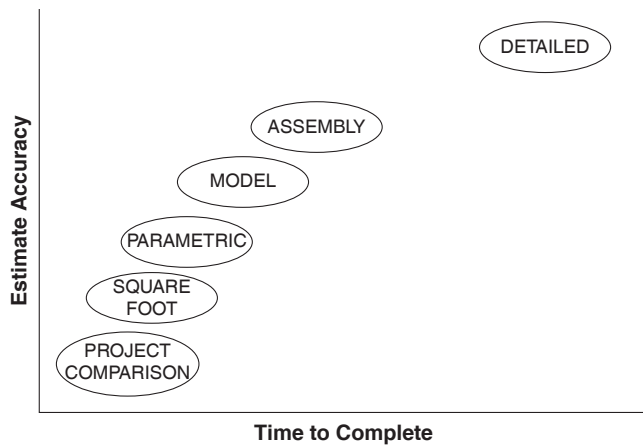 DETAILED
ASSEMBLY
MODEL
PARAMETRIC
SQUARE
FOOT
PROJECT
COMPARISON
Estimate Accuracy
Time to Complete